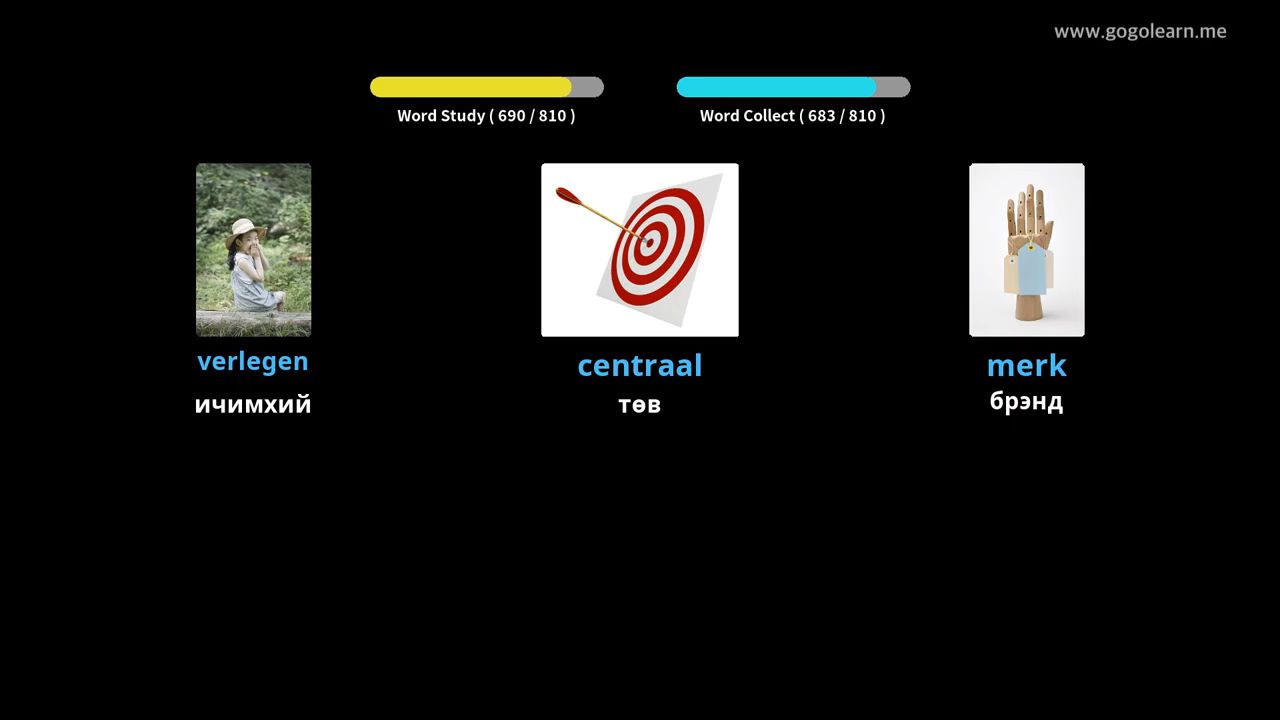 www.gogolearn.me
Word Study ( 690 / 810 )
Word Collect ( 683 / 810 )
verlegen
ичимхий
centraal
төв
merk
брэнд